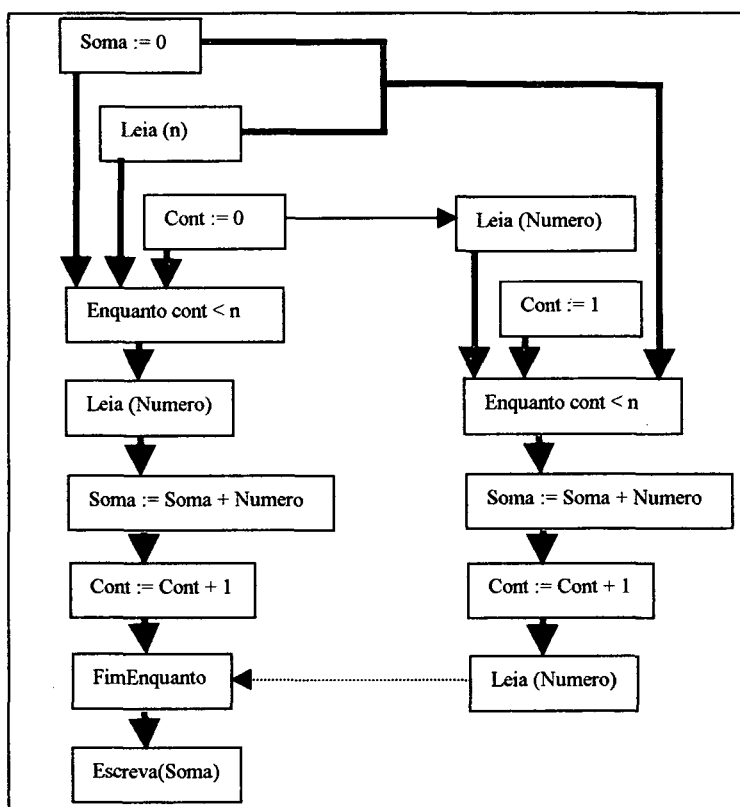 Soma := 0
Leia (n)
Cont := 0
Leia (Numero)
Cont := 1
Enquanto cont < n
Leia (Numero)
Enquanto cont < n
Soma := Soma + Numero
Soma := Soma + Numero
Cont := Cont + 1
Cont := Cont + 1
FimEnquanto
Leia (Numero)
Escreva(Soma)